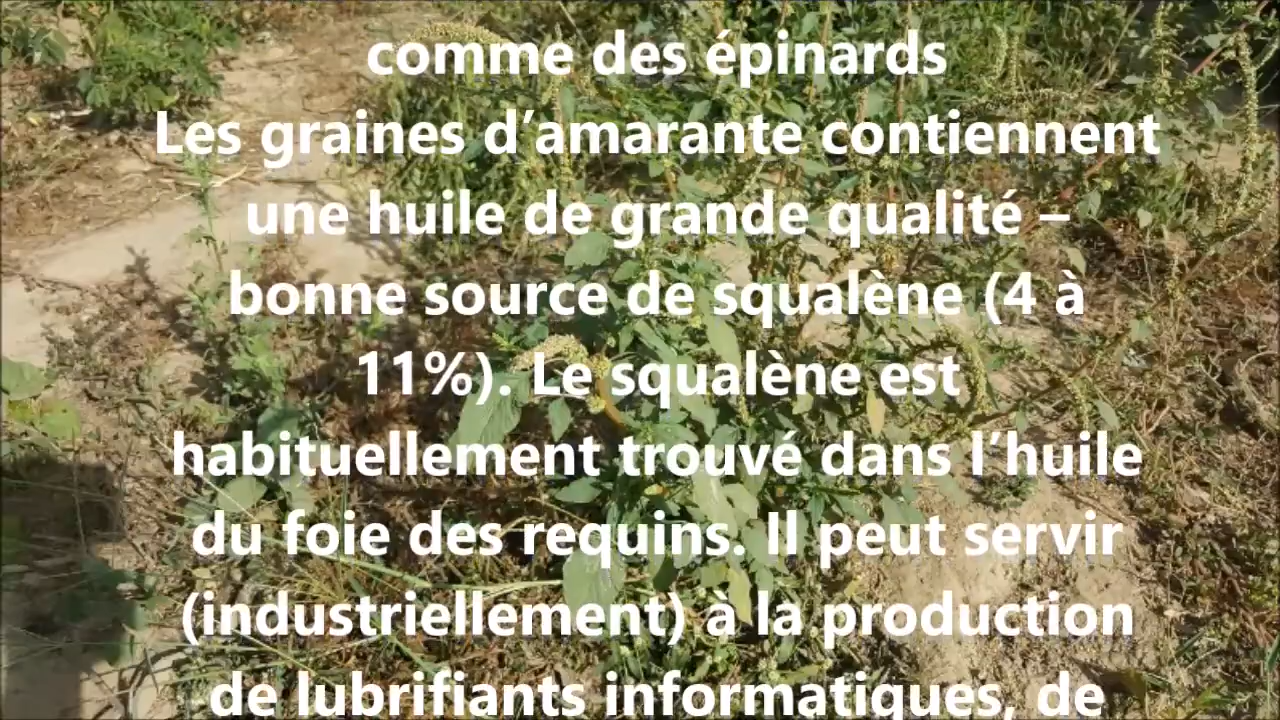 comme des épinards
Les graines d’amarante contiennent
une huile de grande qualité –
bonne source de squalène (4 à
11%). Le squalène est
habituellement trouvé dans l’huile
du foie des requins. Il peut servir
(industriellement) à la production
de lubrifiants informatiques, de